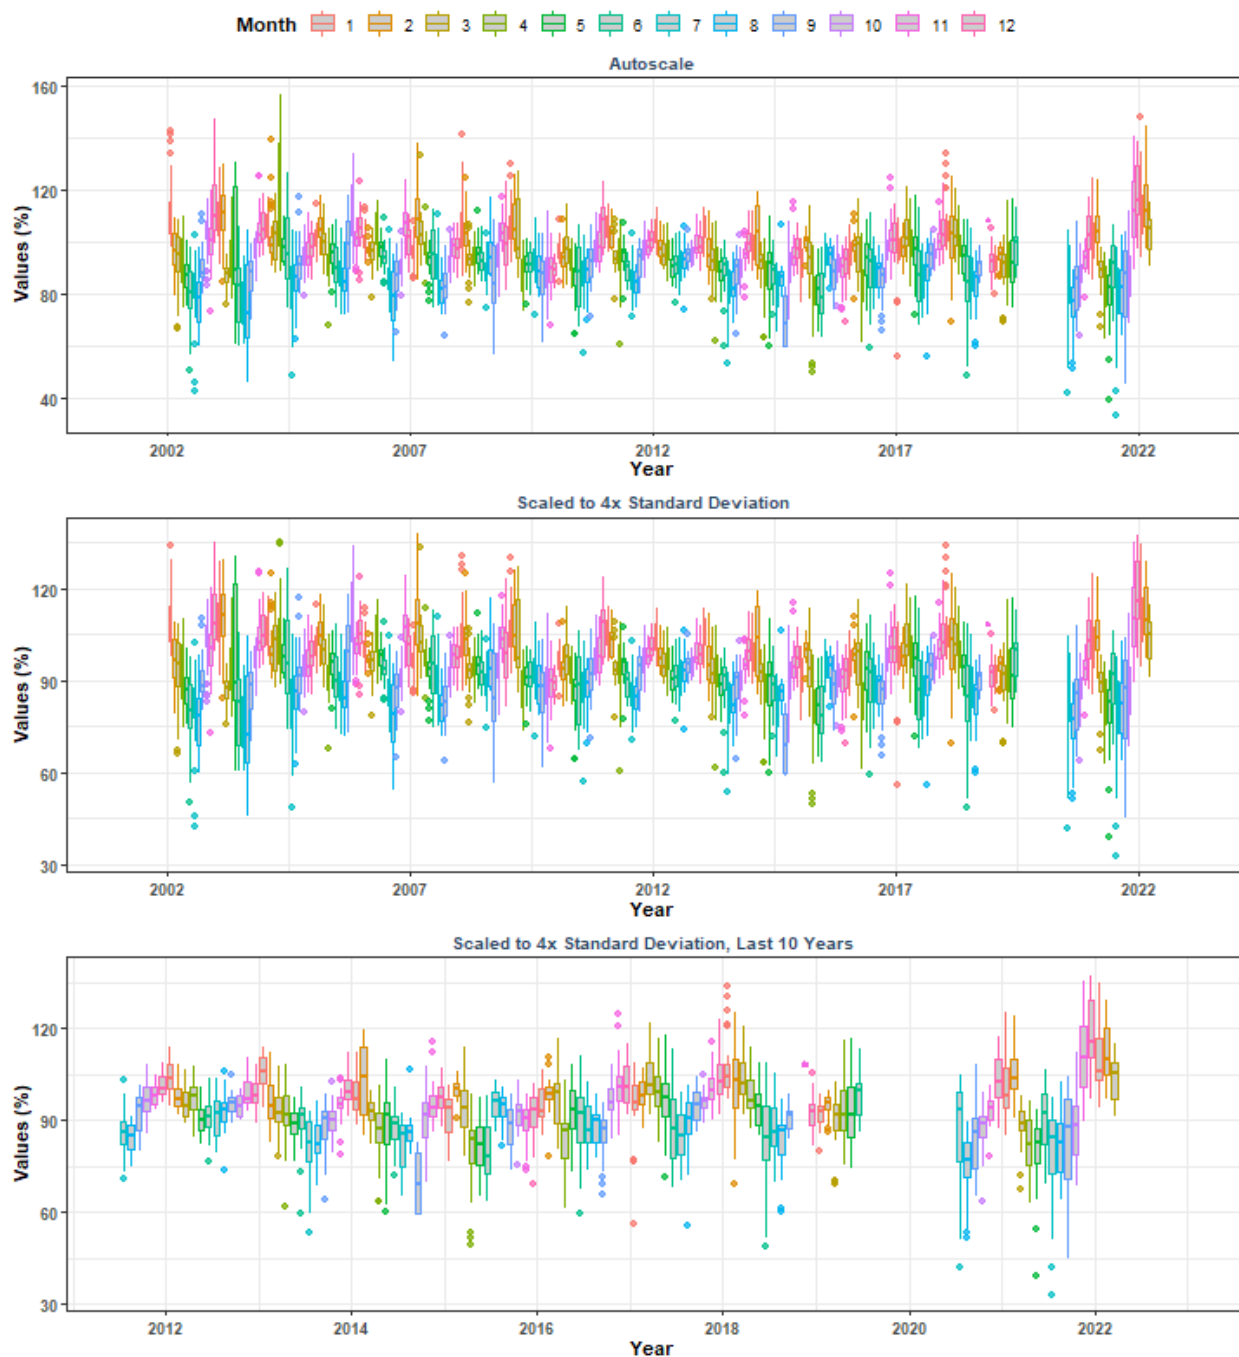 Month 1 2 3 4 5 6 7 8 9 10 11 12
Autoscale
160
120
80
40
Values (%)
2002 2007 2012 2017 2022
Year
Scaled to 4x Standard Deviation
120
90
60
30
Values (%)
2002 2007 2012 2017 2022
Year
Scaled to 4x Standard Deviation, Last 10 Years
120
90
60
30
Values (%)
2012 2014 2016 2018 2020 2022
Year